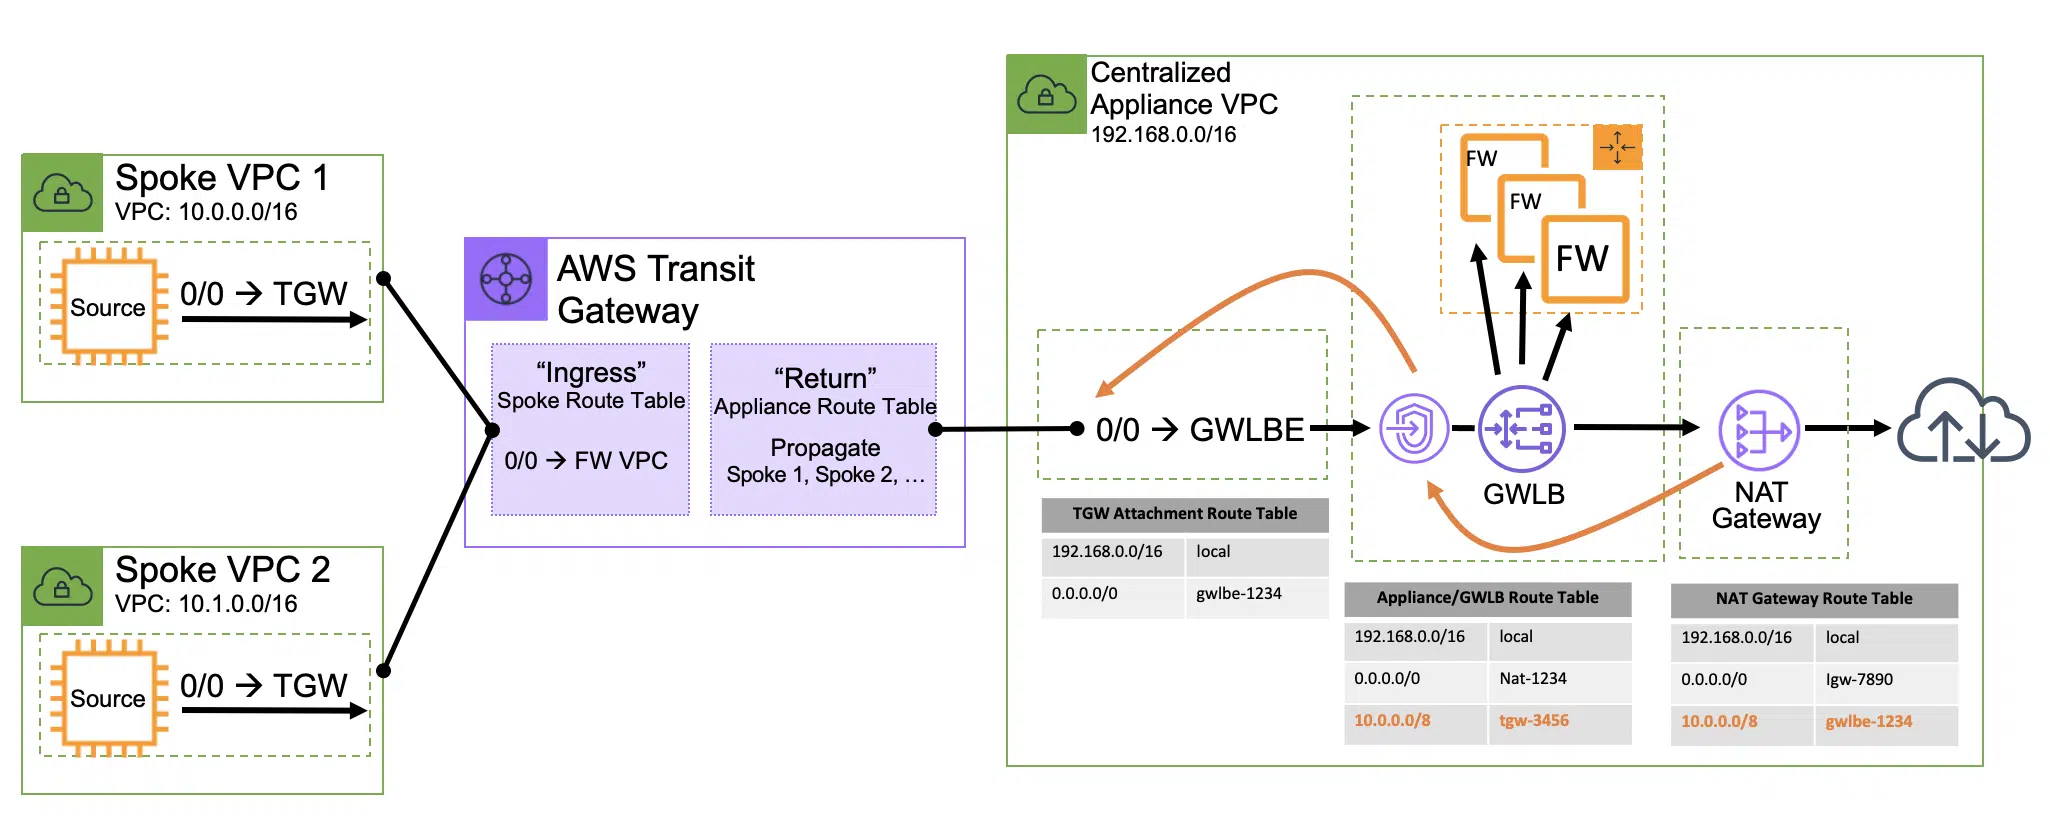 Spoke VPC 1
VPC: 10.0.0.0/16
Source
0/0 → TGW
Spoke VPC 2
VPC: 10.1.0.0/16
Source
0/0 → TGW
AWS Transit
Gateway
“Ingress”
Spoke Route Table
0/0 → FW VPC
“Return”
Appliance Route Table
Propagate
Spoke 1, Spoke 2, ...
Centralized
Appliance VPC
192.168.0.0/16
FW
FW
FW
0/0 → GWLBE
GWLB
NAT
Gateway
TGW Attachment Route Table
192.168.0.0/16 local
0.0.0.0/0 gwlbe-1234
Appliance/GWLB Route Table
192.168.0.0/16 local
0.0.0.0/0 Nat-1234
10.0.0.0/8 tgw-3456
NAT Gateway Route Table
192.168.0.0/16 local
0.0.0.0/0 Igw-7890
10.0.0.0/8 gwlbe-1234